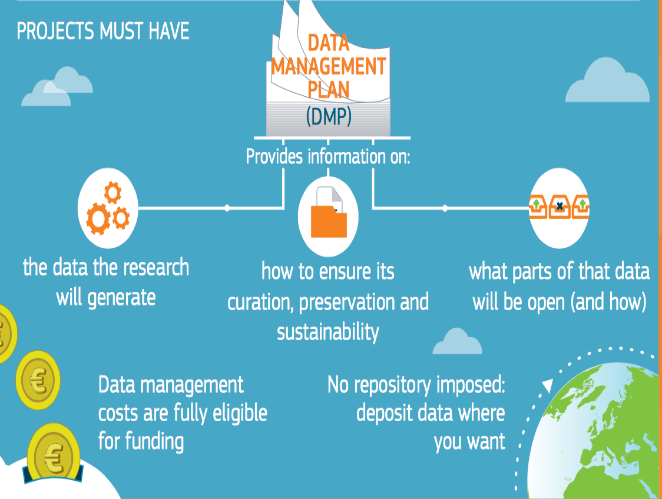 PROJECTS MUST HAVE
DATA
MANAGEMENT
PLAN
(DMP)
Provides information on:
the data the research
will generate
how to ensure its
curation, preservation and
sustainability
what parts of that data
will be open (and how)
Data management
costs are fully eligible
for funding
No repository imposed:
deposit data where
you want
€
€
€